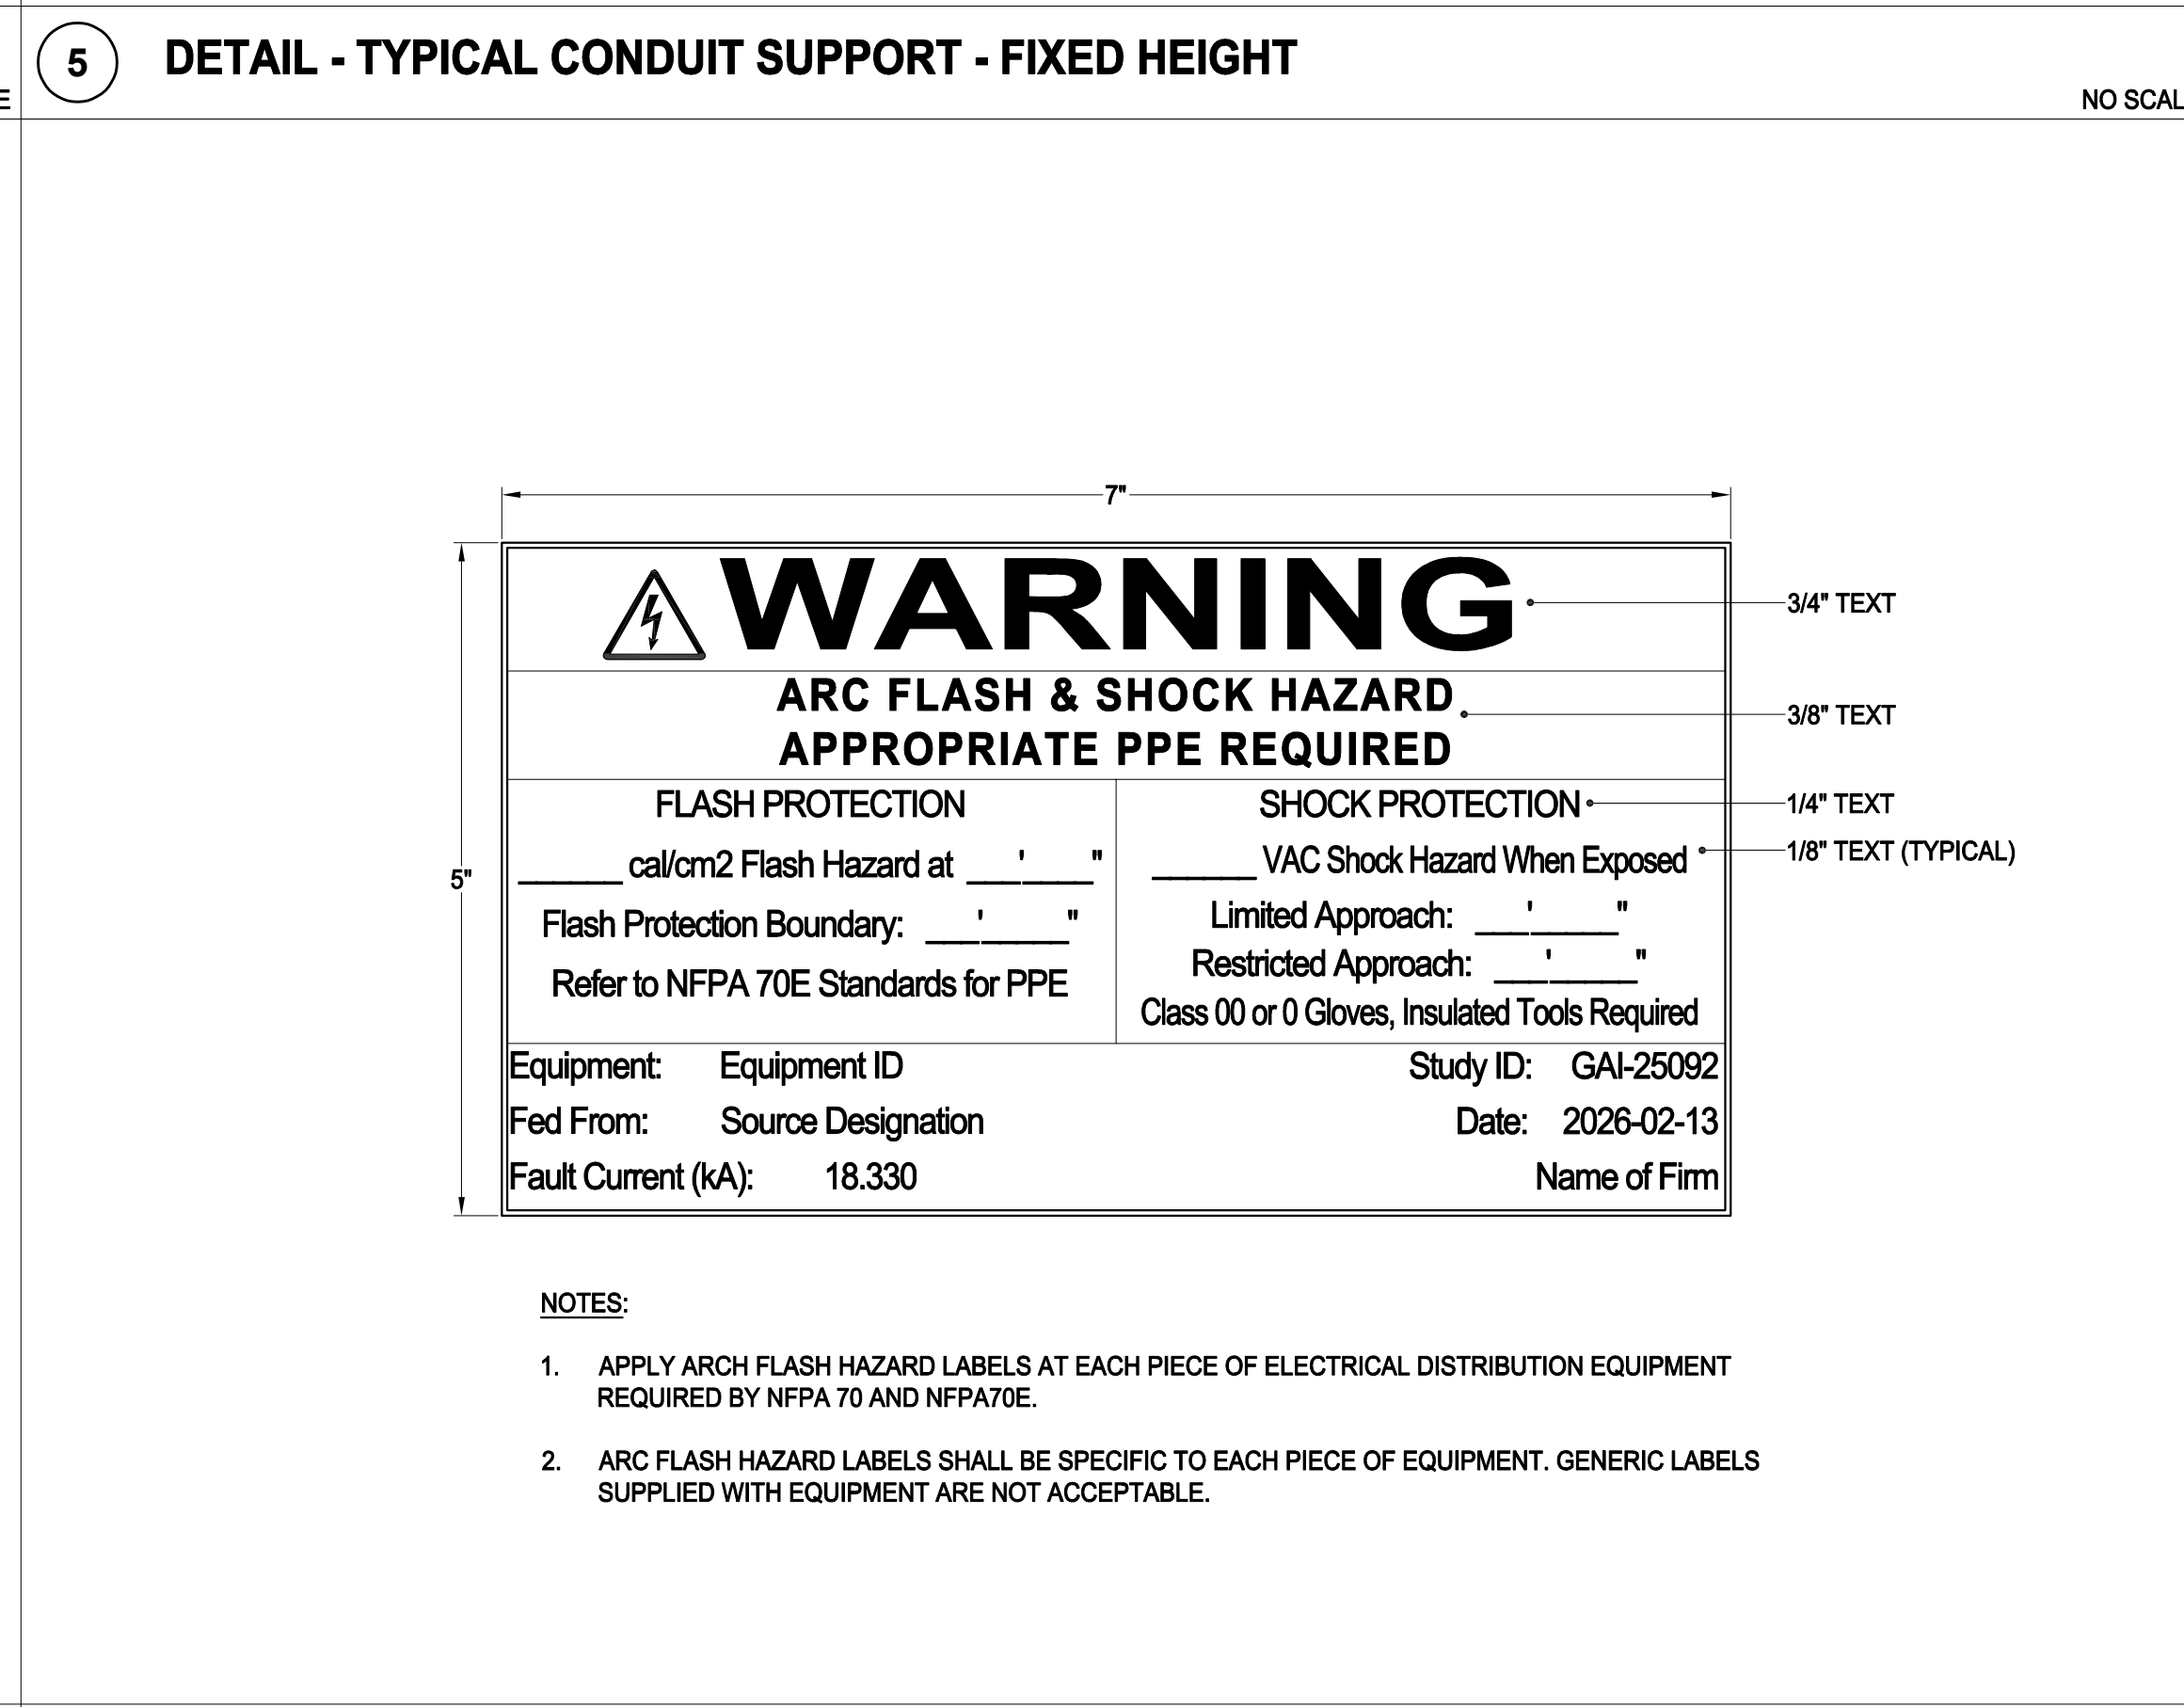 5 DETAIL - TYPICAL CONDUIT SUPPORT - FIXED HEIGHT
NO SCAL
7"
5"
WARNING
3/4" TEXT
ARC FLASH & SHOCK HAZARD
APPROPRIATE PPE REQUIRED
3/8" TEXT
FLASH PROTECTION
______ cal/cm2 Flash Hazard at ___'____"
Flash Protection Boundary: ___'_____"
Refer to NFPA 70E Standards for PPE
SHOCK PROTECTION
1/4" TEXT
______ VAC Shock Hazard When Exposed
1/8" TEXT (TYPICAL)
Limited Approach: ___'_____"
Restricted Approach: ___'_____"
Class 00 or 0 Gloves, Insulated Tools Required
Equipment: Equipment ID
Study ID: GAI-25092
Fed From: Source Designation
Date: 2026-02-13
Fault Current (kA): 18.330
Name of Firm
NOTES:
1. APPLY ARCH FLASH HAZARD LABELS AT EACH PIECE OF ELECTRICAL DISTRIBUTION EQUIPMENT
REQUIRED BY NFPA 70 AND NFPA70E.
2. ARC FLASH HAZARD LABELS SHALL BE SPECIFIC TO EACH PIECE OF EQUIPMENT. GENERIC LABELS
SUPPLIED WITH EQUIPMENT ARE NOT ACCEPTABLE.